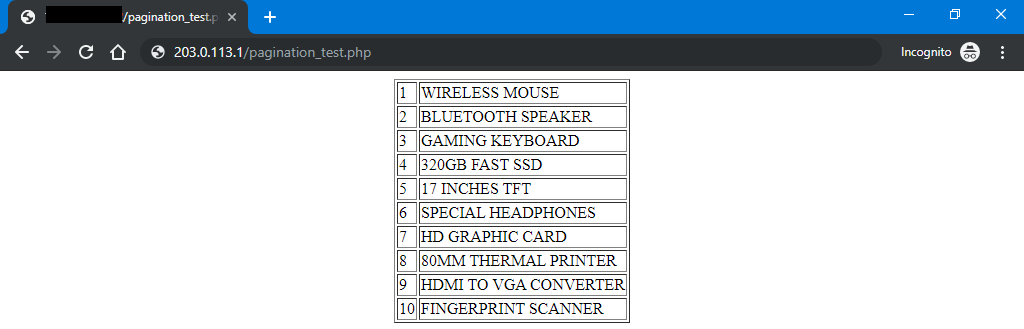 /pagination_test.p
203.0.113.1/pagination_test.php
Incognito
1 WIRELESS MOUSE
2 BLUETOOTH SPEAKER
3 GAMING KEYBOARD
4 320GB FAST SSD
5 17 INCHES TFT
6 SPECIAL HEADPHONES
7 HD GRAPHIC CARD
8 80MM THERMAL PRINTER
9 HDMI TO VGA CONVERTER
10 FINGERPRINT SCANNER